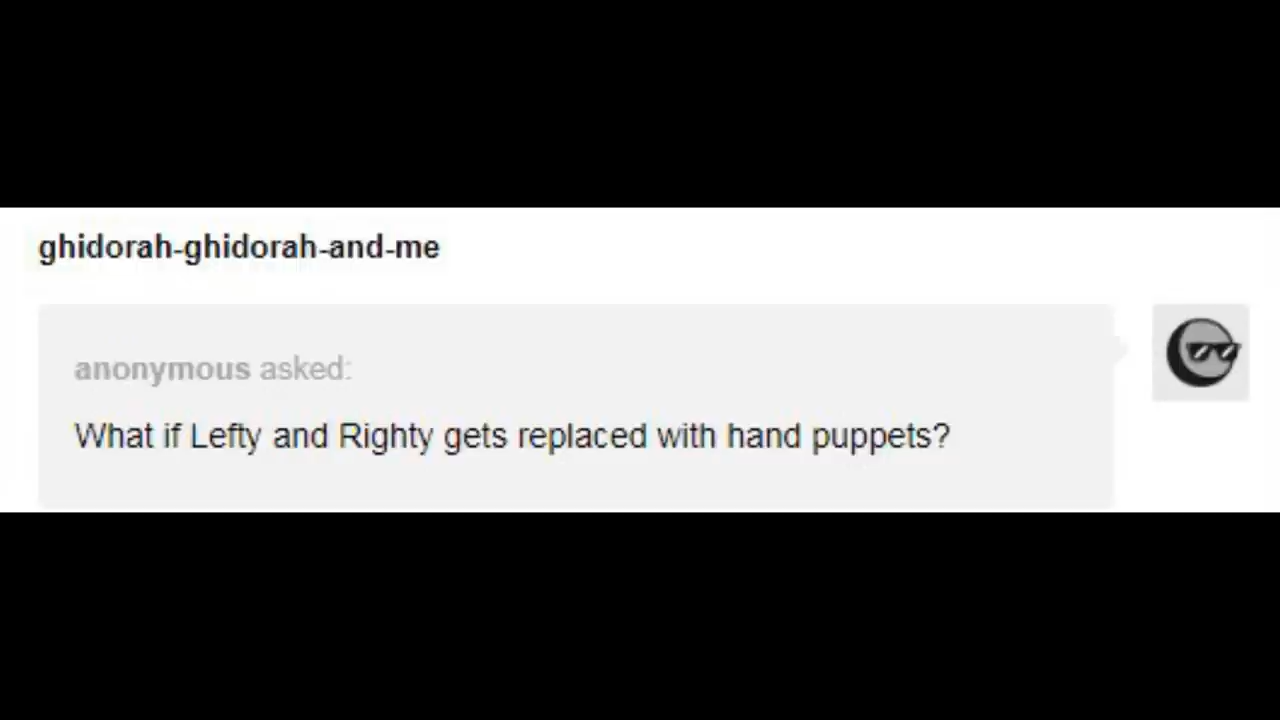 ghidorah-ghidorah-and-me
anonymous asked:
What if Lefty and Righty gets replaced with hand puppets?